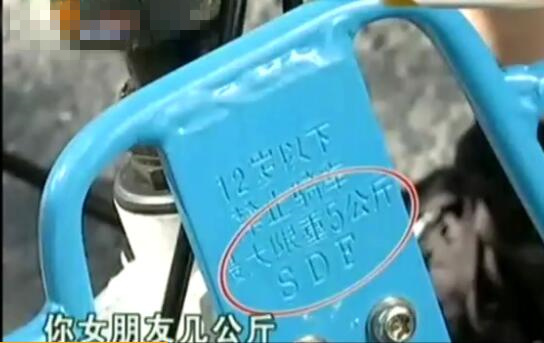 12岁以下
禁止骑车
最大限重5公斤
SDF
你女朋友几公斤